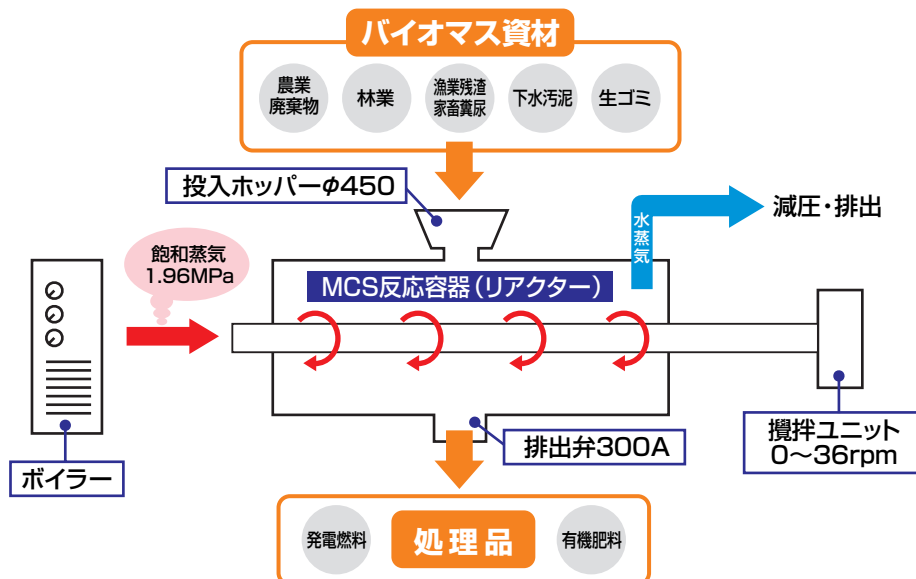 バイオマス資材
農業
廃棄物
林業
漁業残渣
家畜糞尿
下水汚泥
生ゴミ
投入ホッパーφ450
水蒸気
減圧・排出
飽和蒸気
1.96MPa
MCS反応容器(リアクター)
ボイラー
排出弁300A
攪拌ユニット
0〜36rpm
発電燃料
処理品
有機肥料